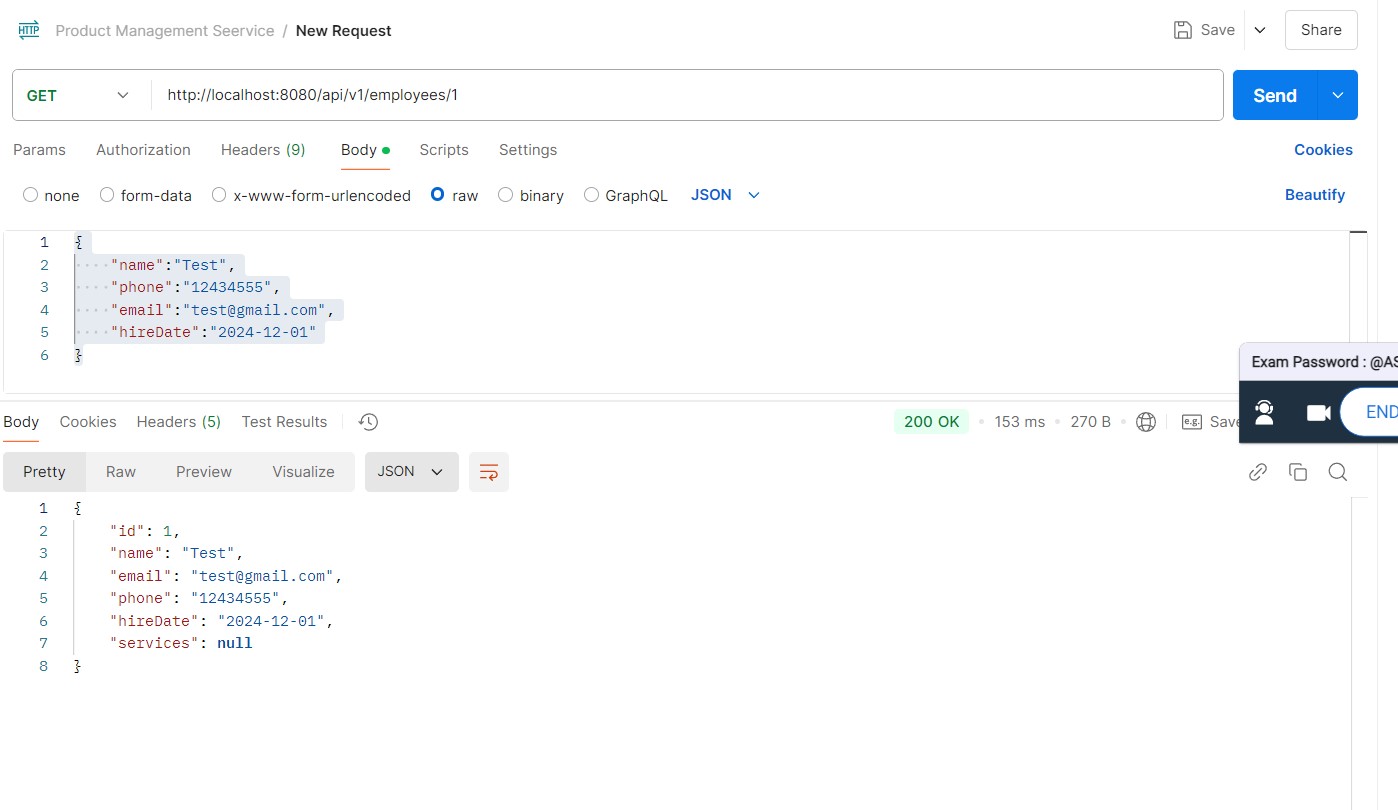 HTTP Product Management Seervice / New Request Save Share
GET http://localhost:8080/api/v1/employees/1 Send
Params Authorization Headers (9) Body Scripts Settings Cookies
none form-data x-www-form-urlencoded raw binary GraphQL JSON Beautify
1 {
2 "name":"Test",
3 "phone":"12434555",
4 "email":"test@gmail.com",
5 "hireDate":"2024-12-01"
6 }
Exam Password : @AS
END
Body Cookies Headers (5) Test Results 200 OK 153 ms 270 B e.g. Save
Pretty Raw Preview Visualize JSON
1 {
2 "id": 1,
3 "name": "Test",
4 "email": "test@gmail.com",
5 "phone": "12434555",
6 "hireDate": "2024-12-01",
7 "services": null
8 }